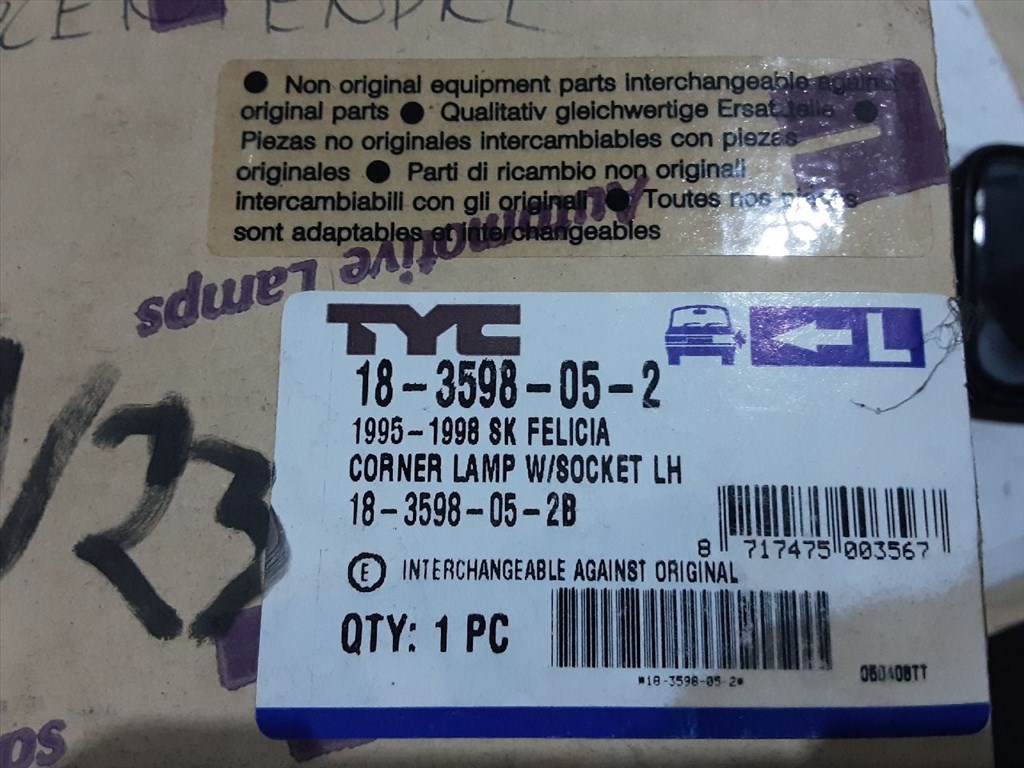 ● Non original equipment parts interchangeable against
original parts ● Qualitativ gleichwertige Ersatzteile ●
Piezas no originales intercambiables con piezas
originales ● Parti di ricambio non originali
intercambiabili con gli originali ● Toutes nos pièces
sont adaptables et interchangeables
Automotive Lamps
TYC
L
18-3598-05-2
1995-1998 SK FELICIA
CORNER LAMP W/SOCKET LH
18-3598-05-2B
8 717475 003567
E INTERCHANGEABLE AGAINST ORIGINAL
QTY: 1 PC
*18-3598-05-2*
23